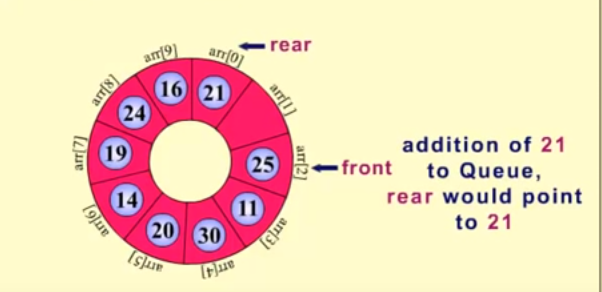 arr[9]
arr[0]
rear
arr[8]
16
21
arr[1]
24
arr[7]
19
25
arr[2]
front
14
11
arr[6]
20
30
arr[3]
arr[5]
arr[4]
addition of 21
to Queue,
rear would point
to 21